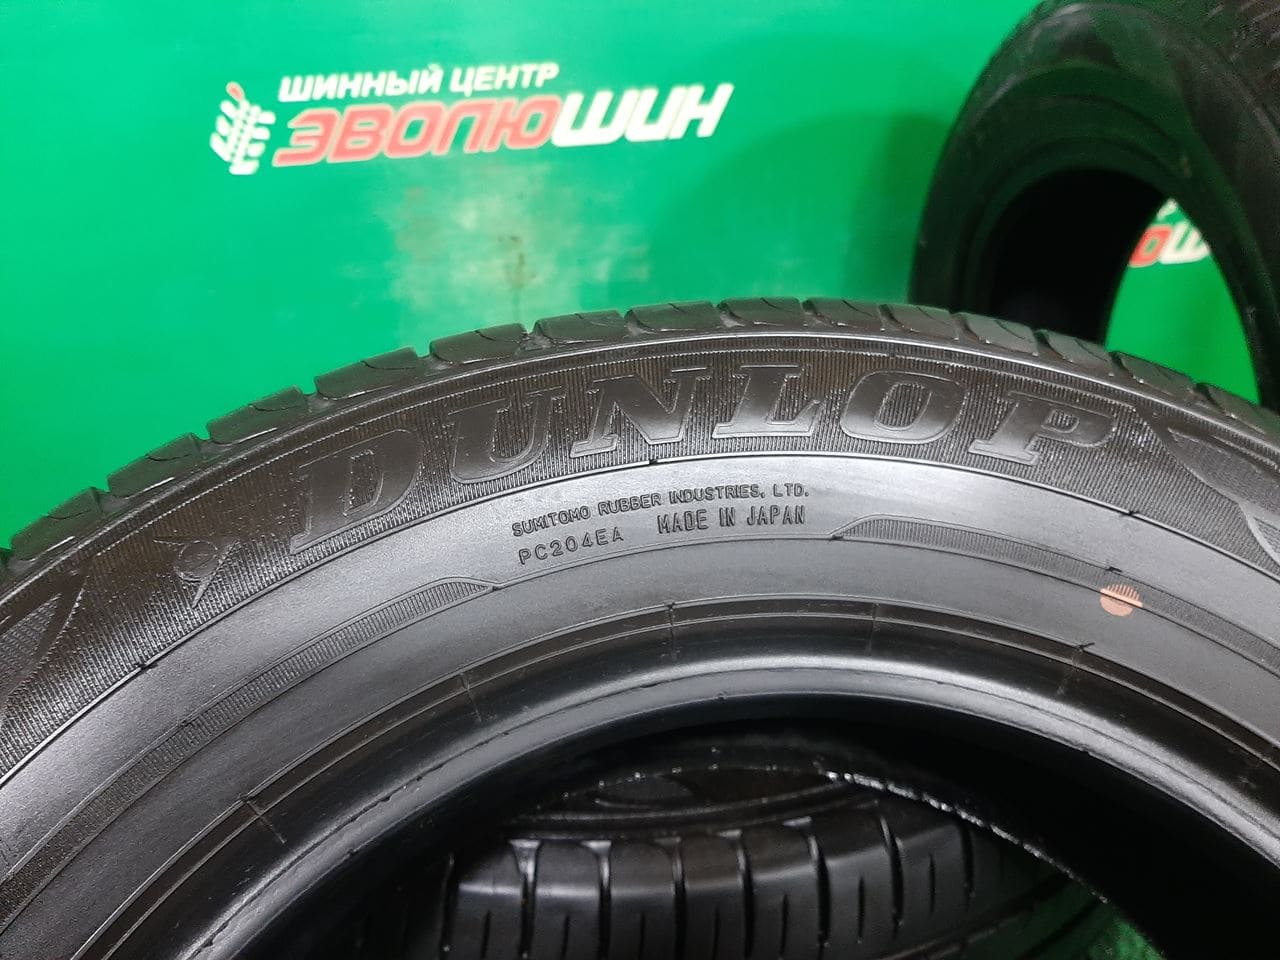 ШИННЫЙ ЦЕНТР
ЭВОЛЮШИН
DUNLOP
SUMITOMO RUBBER INDUSTRIES, LTD.
PC204EA MADE IN JAPAN